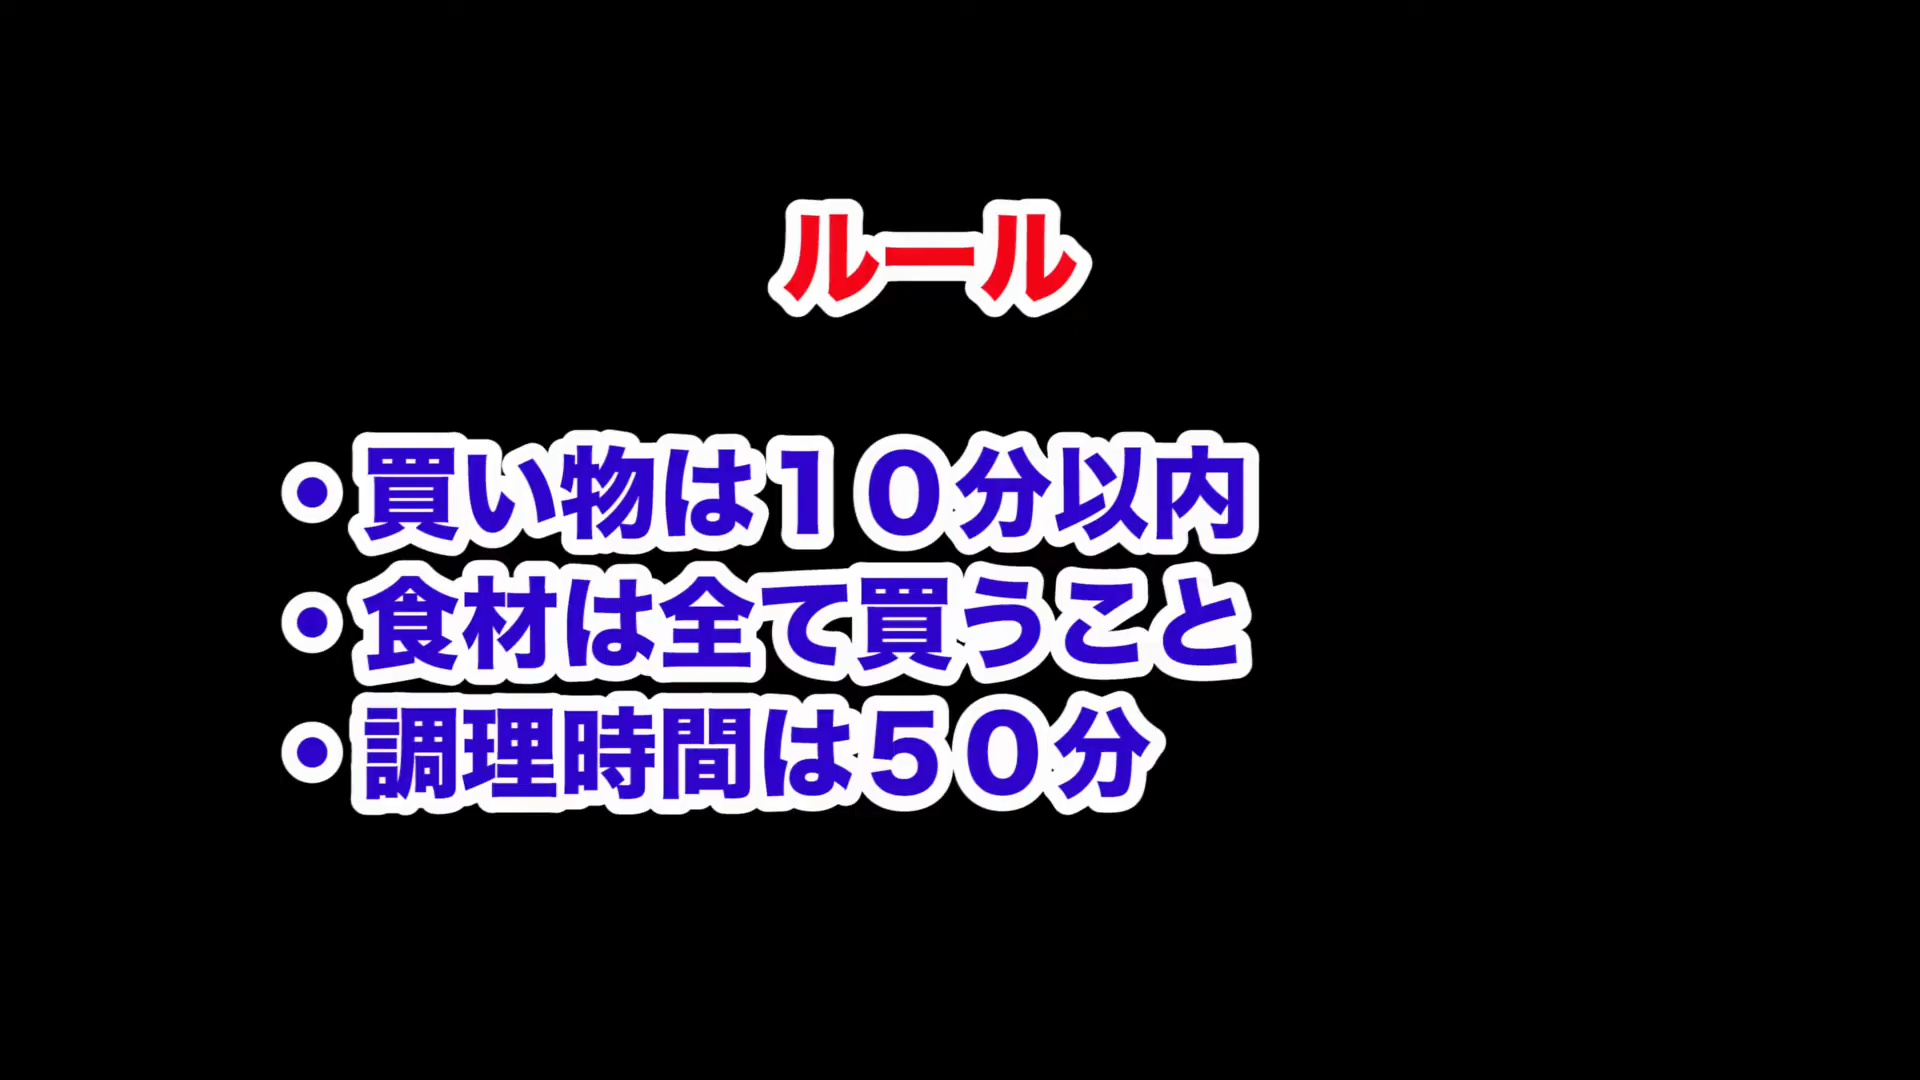 ルール
・買い物は１０分以内
・食材は全て買うこと
・調理時間は５０分